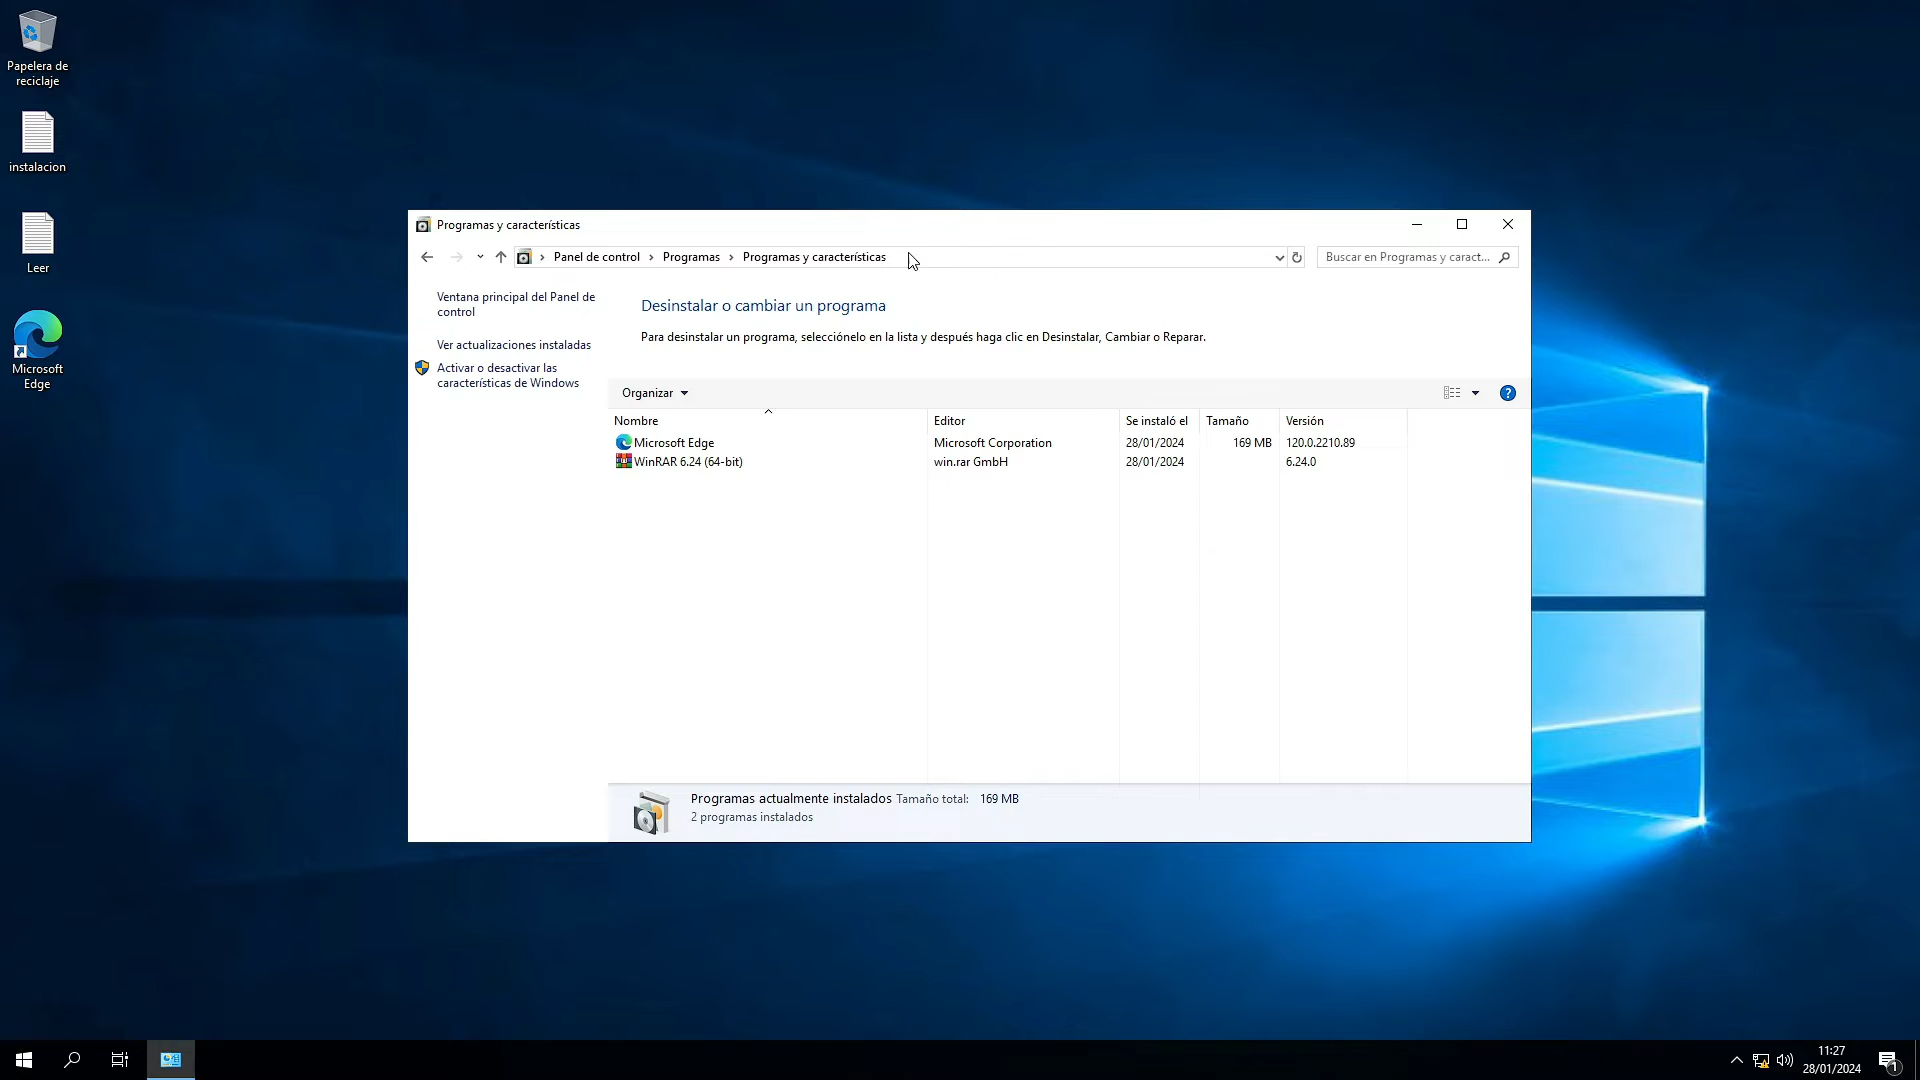 Papelera de
reciclaje
instalacion
Leer
Microsoft
Edge
Programas y características
Panel de control
Programas
Programas y características
Buscar en Programas y caract...
Ventana principal del Panel de
control
Ver actualizaciones instaladas
Activar o desactivar las
características de Windows
Desinstalar o cambiar un programa
Para desinstalar un programa, selecciónelo en la lista y después haga clic en Desinstalar, Cambiar o Reparar.
Organizar
Nombre Editor Se instaló el Tamaño Versión
Microsoft Edge Microsoft Corporation 28/01/2024 169 MB 120.0.2210.89
WinRAR 6.24 (64-bit) win.rar GmbH 28/01/2024 6.24.0
Programas actualmente instalados Tamaño total: 169 MB
2 programas instalados
11:27
28/01/2024
1